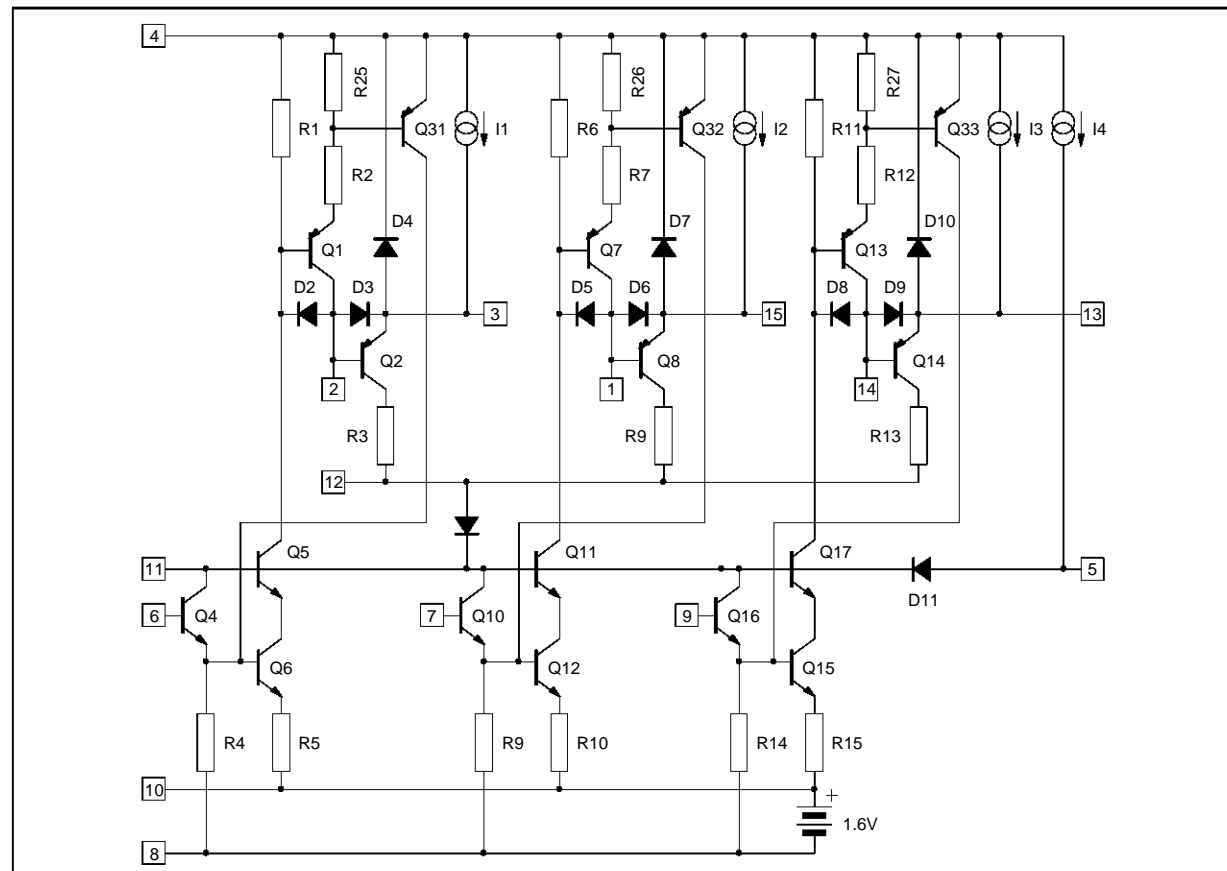 4
R25
R26
R27
R1
Q31
I1
R6
Q32
I2
R11
Q33
I3
I4
R2
R7
R12
D4
D7
D10
Q1
Q7
Q13
D2
D3
D5
D6
D8
D9
3
15
13
Q2
Q8
Q14
2
1
14
R3
R9
R13
12
Q5
Q11
Q17
11
5
D11
6
Q4
7
Q10
9
Q16
Q6
Q12
Q15
R4
R5
R9
R10
R14
R15
10
+
1.6V
8